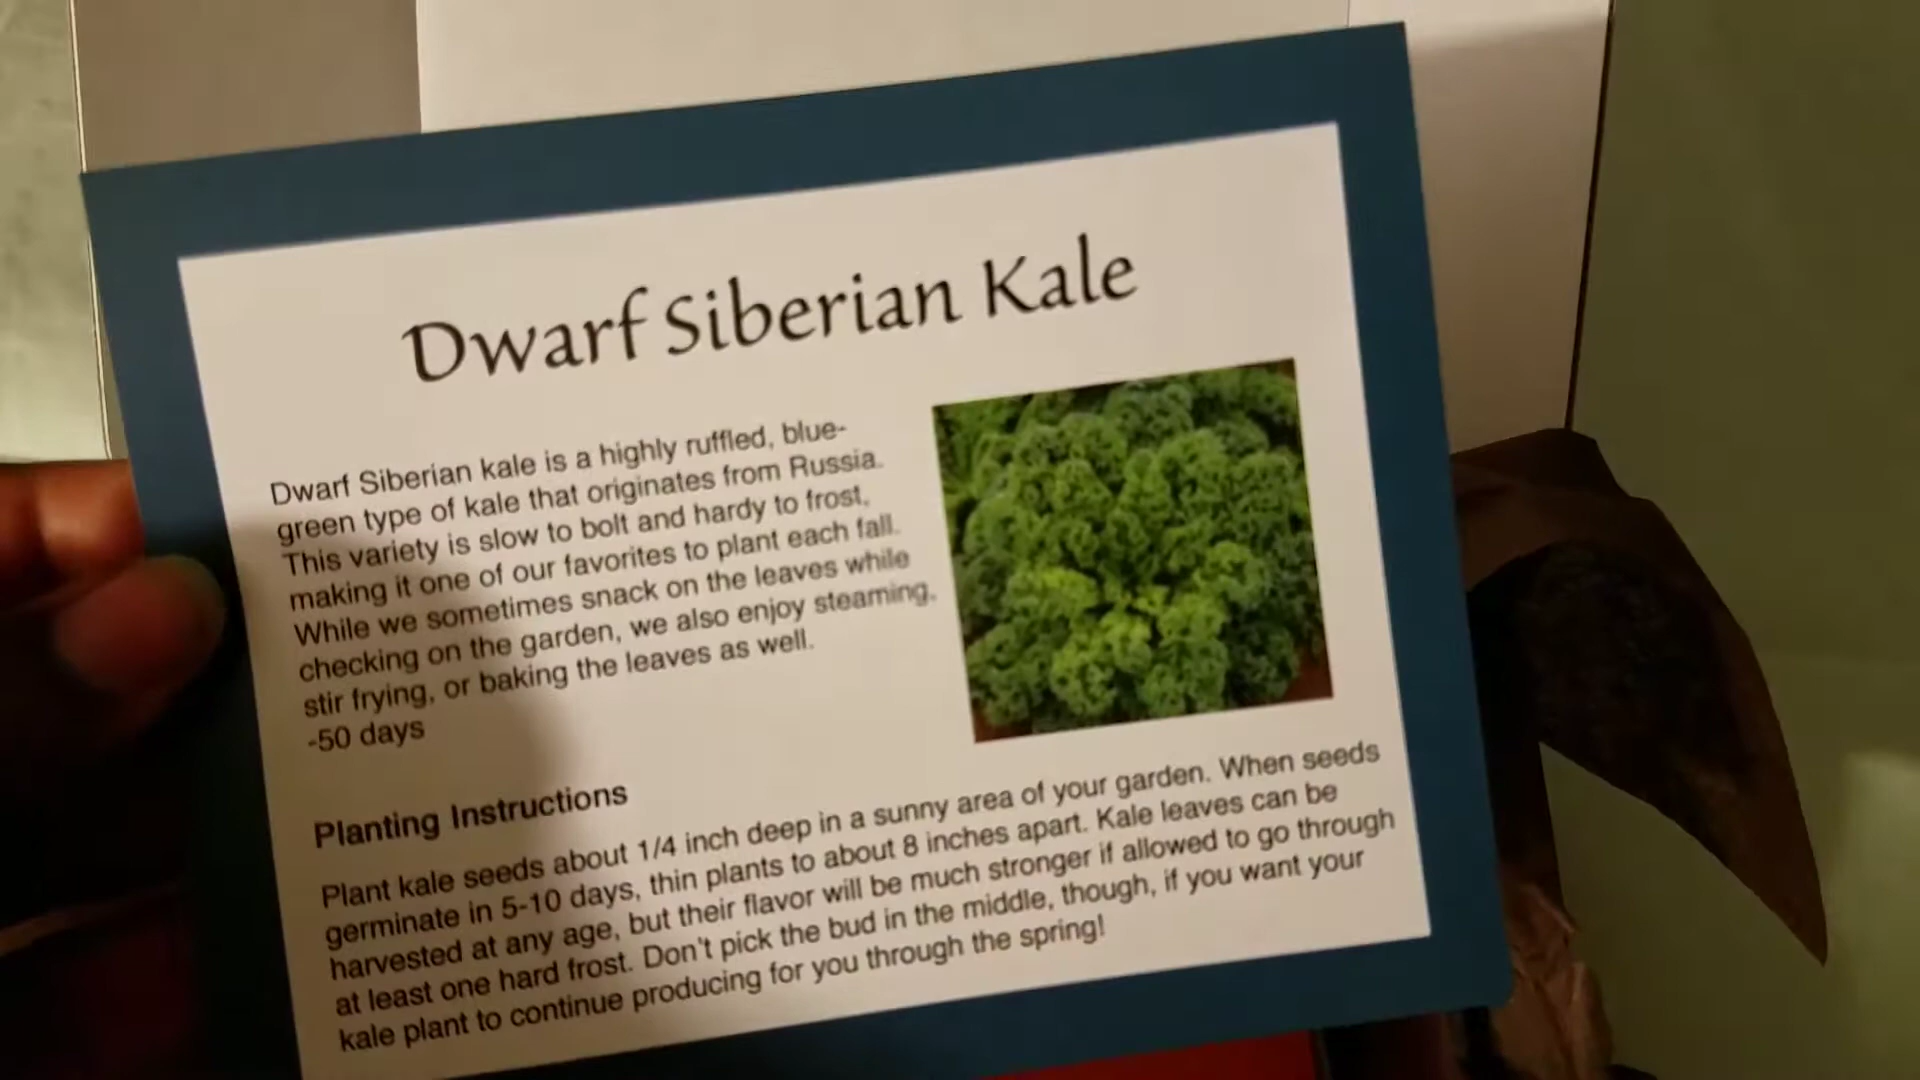 Dwarf Siberian Kale
Dwarf Siberian kale is a highly ruffled, blue-
green type of kale that originates from Russia.
This variety is slow to bolt and hardy to frost,
making it one of our favorites to plant each fall.
While we sometimes snack on the leaves while
checking on the garden, we also enjoy steaming,
stir frying, or baking the leaves as well.
-50 days
Planting Instructions
Plant kale seeds about 1/4 inch deep in a sunny area of your garden. When seeds
germinate in 5-10 days, thin plants to about 8 inches apart. Kale leaves can be
harvested at any age, but their flavor will be much stronger if allowed to go through
at least one hard frost. Don't pick the bud in the middle, though, if you want your
kale plant to continue producing for you through the spring!